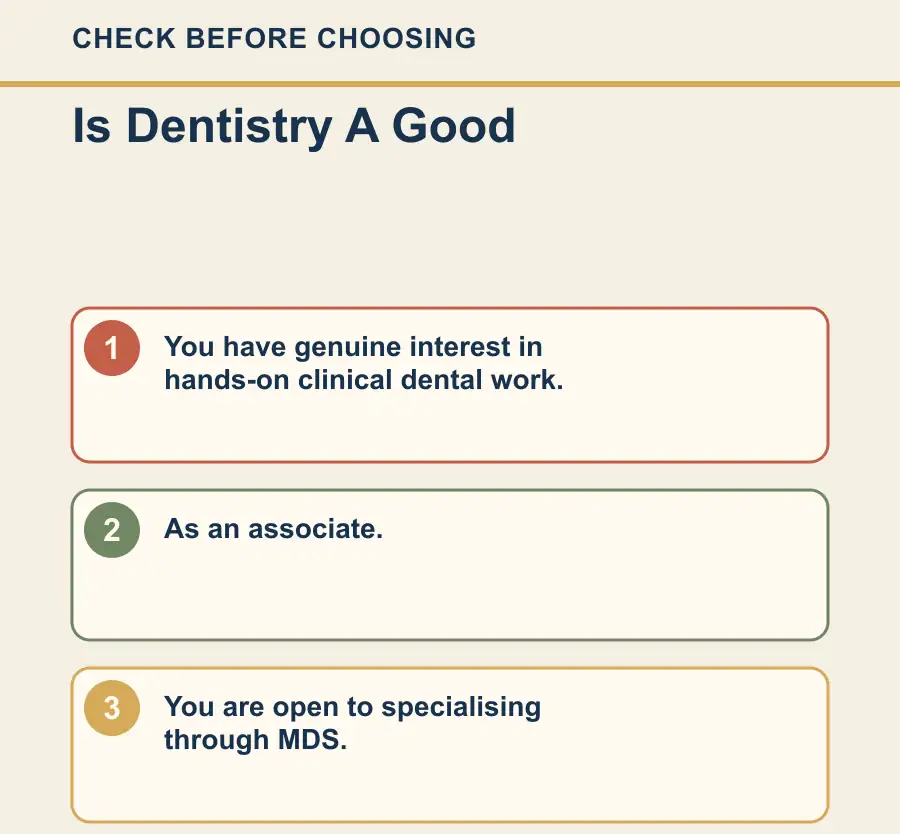 CHECK BEFORE CHOOSING
Is Dentistry A Good
1
You have genuine interest in
hands-on clinical dental work.
2
As an associate.
3
You are open to specialising
through MDS.